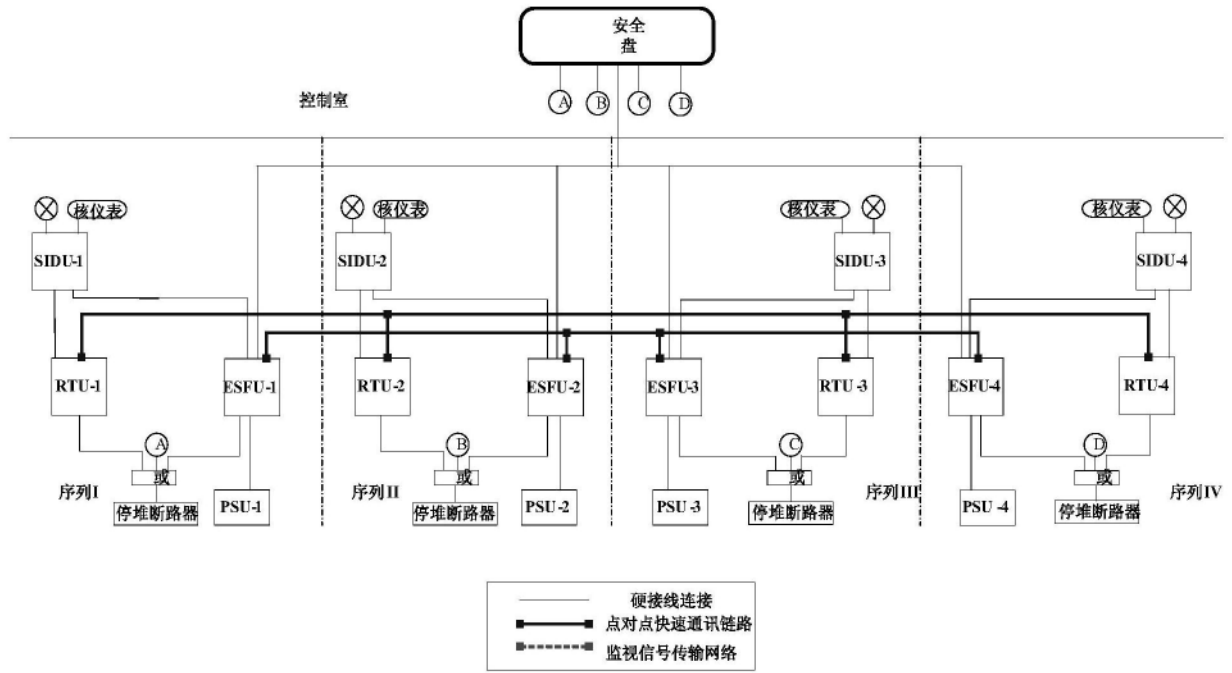 安全
盘
A B C D
控制室
核仪表 核仪表 核仪表 核仪表
SIDU-1 SIDU-2 SIDU-3 SIDU-4
RTU-1 ESFU-1 RTU-2 ESFU-2 ESFU-3 RTU-3 ESFU-4 RTU-4
A B C D
或 或 或 或
序列I 序列II 序列III 序列IV
停堆断路器 PSU-1 停堆断路器 PSU-2 PSU-3 停堆断路器 PSU-4 停堆断路器
硬接线连接
点对点快速通讯链路
监视信号传输网络